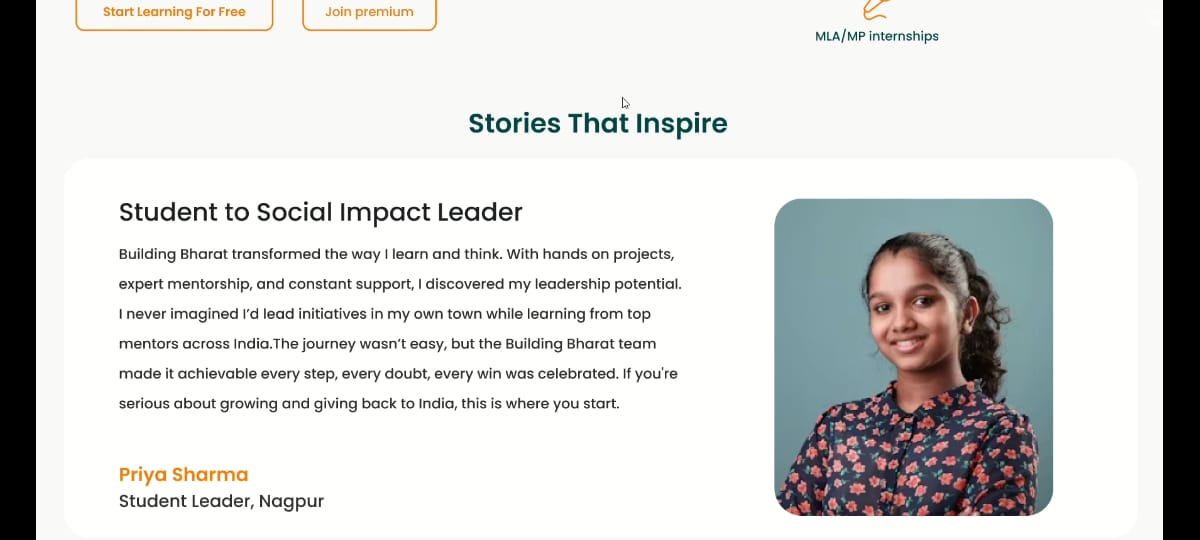 Start Learning For Free
Join premium
MLA/MP internships
Stories That Inspire
Student to Social Impact Leader
Building Bharat transformed the way I learn and think. With hands on projects,
expert mentorship, and constant support, I discovered my leadership potential.
I never imagined I’d lead initiatives in my own town while learning from top
mentors across India.The journey wasn’t easy, but the Building Bharat team
made it achievable every step, every doubt, every win was celebrated. If you're
serious about growing and giving back to India, this is where you start.
Priya Sharma
Student Leader, Nagpur